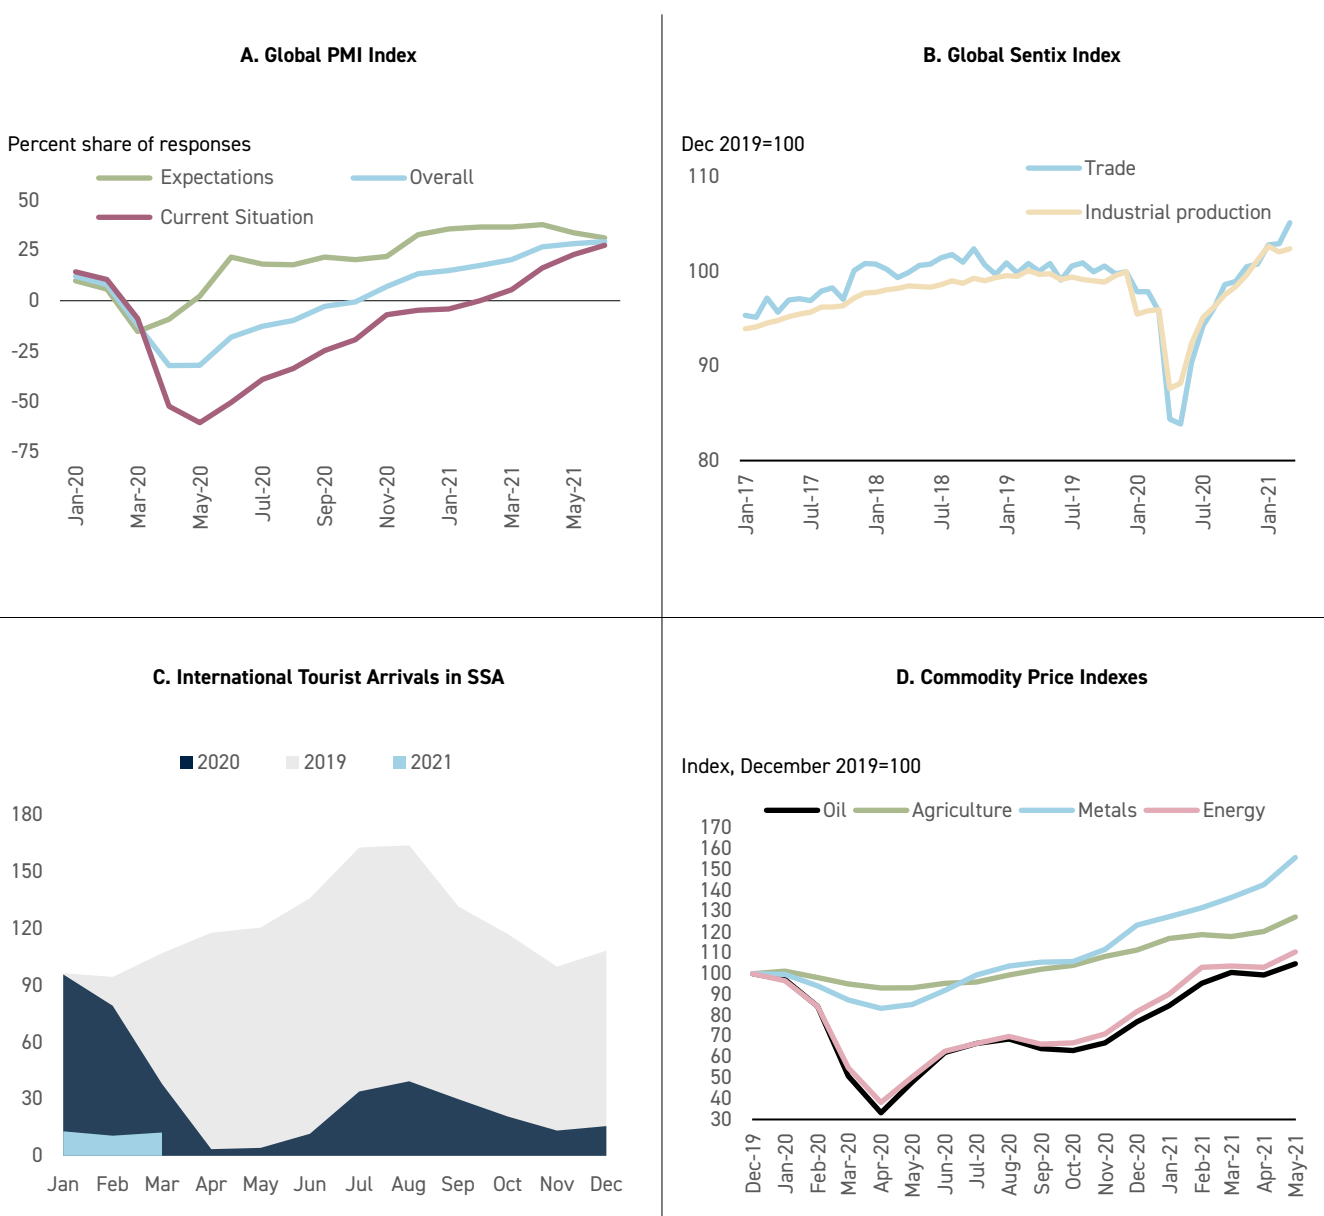 A. Global PMI Index
Percent share of responses
Expectations
Overall
Current Situation
50
25
0
-25
-50
-75
Jan-20
Mar-20
May-20
Jul-20
Sep-20
Nov-20
Jan-21
Mar-21
May-21
B. Global Sentix Index
Dec 2019=100
Trade
Industrial production
110
100
90
80
Jan-17
Jul-17
Jan-18
Jul-18
Jan-19
Jul-19
Jan-20
Jul-20
Jan-21
C. International Tourist Arrivals in SSA
2020 2019 2021
180
150
120
90
60
30
0
Jan Feb Mar Apr May Jun Jul Aug Sep Oct Nov Dec
D. Commodity Price Indexes
Index, December 2019=100
Oil Agriculture Metals Energy
170
160
150
140
130
120
110
100
90
80
70
60
50
40
30
Dec-19
Jan-20
Feb-20
Mar-20
Apr-20
May-20
Jun-20
Jul-20
Aug-20
Sep-20
Oct-20
Nov-20
Dec-20
Jan-21
Feb-21
Mar-21
Apr-21
May-21